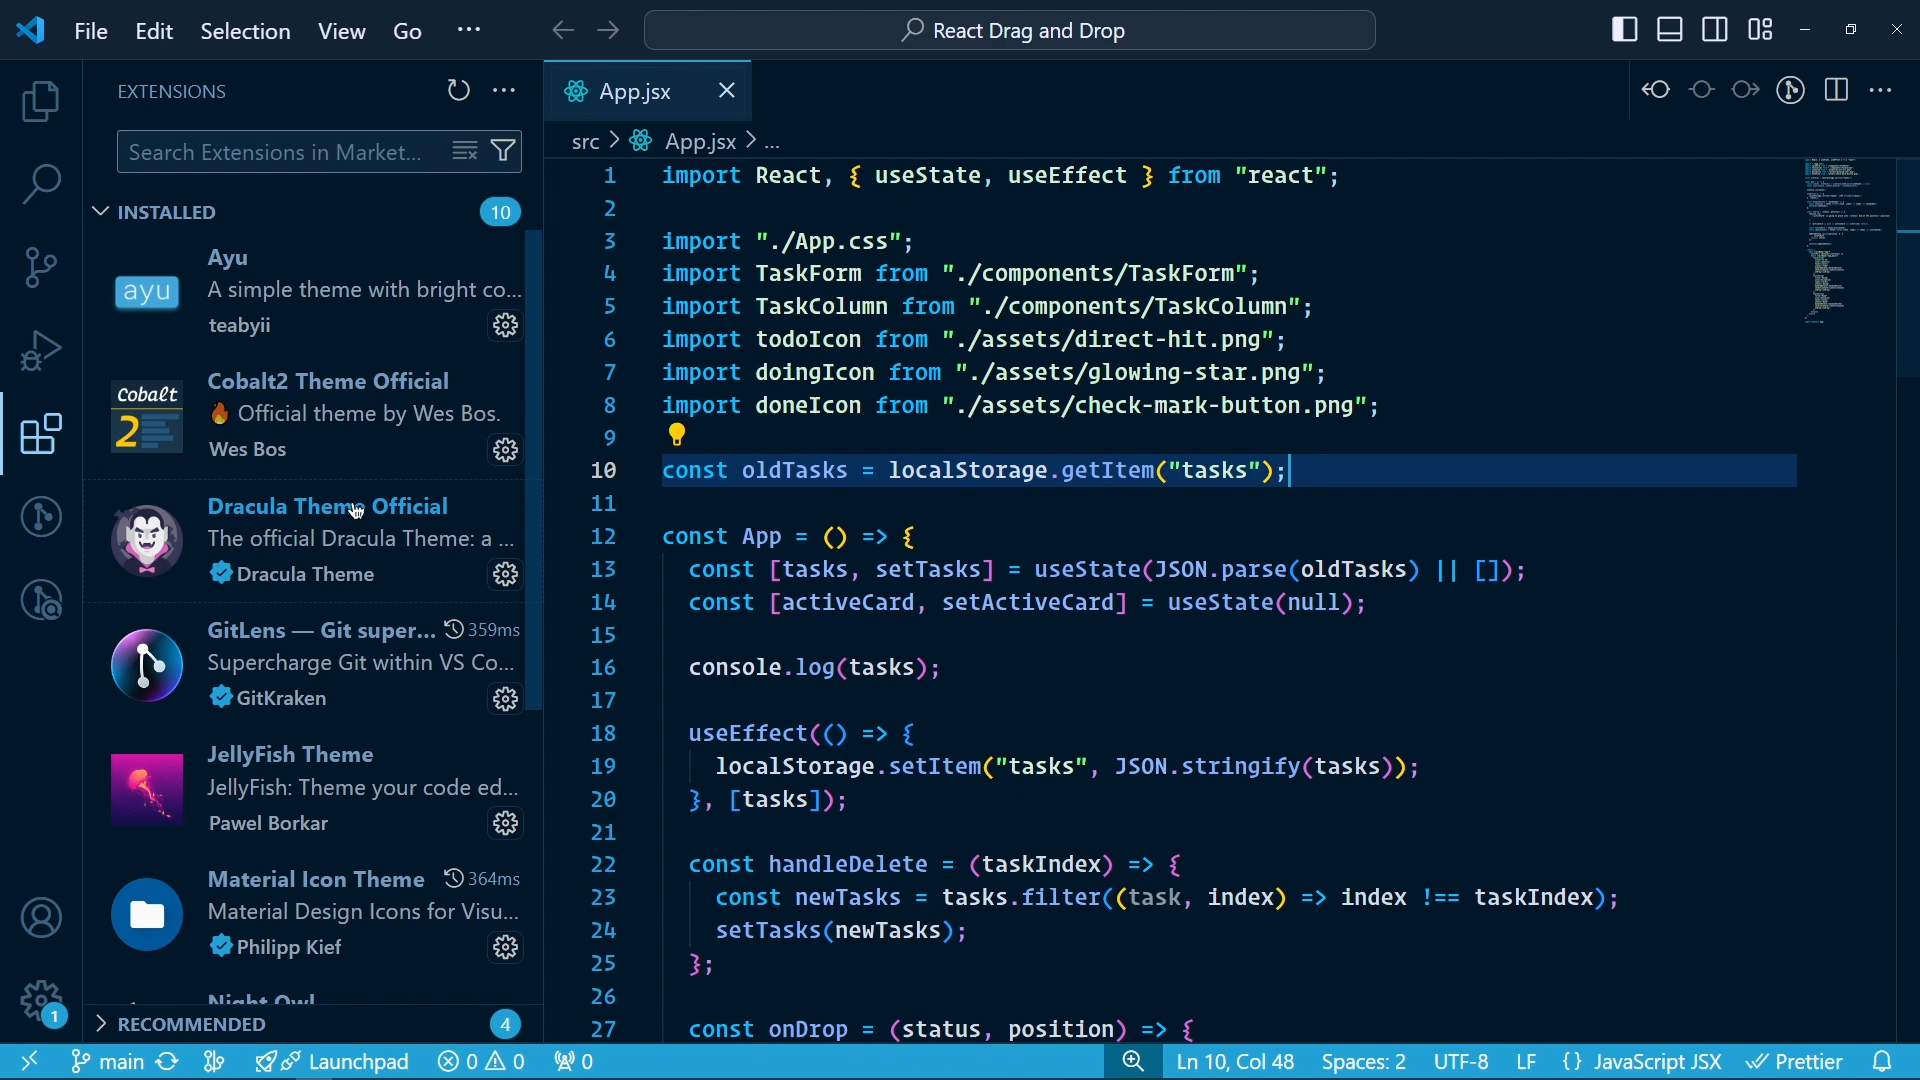 File Edit Selection View Go ...
React Drag and Drop
EXTENSIONS
Search Extensions in Market...
INSTALLED 10
ayu
Ayu
A simple theme with bright co...
teabyii
Cobalt
2
Cobalt2 Theme Official
🔥 Official theme by Wes Bos.
Wes Bos
Dracula Theme Official
The official Dracula Theme: a ...
Dracula Theme
GitLens — Git super... 359ms
Supercharge Git within VS Co...
GitKraken
JellyFish Theme
JellyFish: Theme your code ed...
Pawel Borkar
Material Icon Theme 364ms
Material Design Icons for Visu...
Philipp Kief
Night Owl
RECOMMENDED 4
1
App.jsx
src > App.jsx > ...
1 import React, { useState, useEffect } from "react";
2
3 import "./App.css";
4 import TaskForm from "./components/TaskForm";
5 import TaskColumn from "./components/TaskColumn";
6 import todoIcon from "./assets/direct-hit.png";
7 import doingIcon from "./assets/glowing-star.png";
8 import doneIcon from "./assets/check-mark-button.png";
9
10 const oldTasks = localStorage.getItem("tasks");
11
12 const App = () => {
13 const [tasks, setTasks] = useState(JSON.parse(oldTasks) || []);
14 const [activeCard, setActiveCard] = useState(null);
15
16 console.log(tasks);
17
18 useEffect(() => {
19 localStorage.setItem("tasks", JSON.stringify(tasks));
20 }, [tasks]);
21
22 const handleDelete = (taskIndex) => {
23 const newTasks = tasks.filter((task, index) => index !== taskIndex);
24 setTasks(newTasks);
25 };
26
27 const onDrop = (status, position) => {
main Launchpad 0 0 0 Ln 10, Col 48 Spaces: 2 UTF-8 LF {} JavaScript JSX Prettier